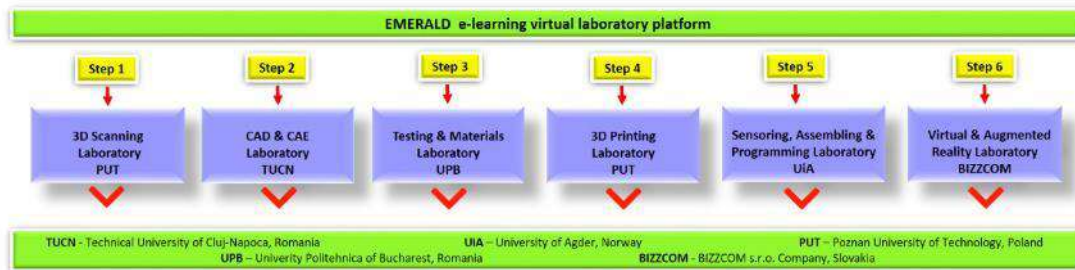 EMERALD e-learning virtual laboratory platform
Step 1
Step 2
Step 3
Step 4
Step 5
Step 6
3D Scanning
Laboratory
PUT
CAD & CAE
Laboratory
TUCN
Testing & Materials
Laboratory
UPB
3D Printing
Laboratory
PUT
Sensoring, Assembling &
Programming Laboratory
UiA
Virtual & Augmented
Reality Laboratory
BIZZCOM
TUCN - Technical University of Cluj-Napoca, Romania
UiA – University of Agder, Norway
PUT – Poznan University of Technology, Poland
UPB – Univerity Politehnica of Bucharest, Romania
BIZZCOM - BIZZCOM s.r.o. Company, Slovakia